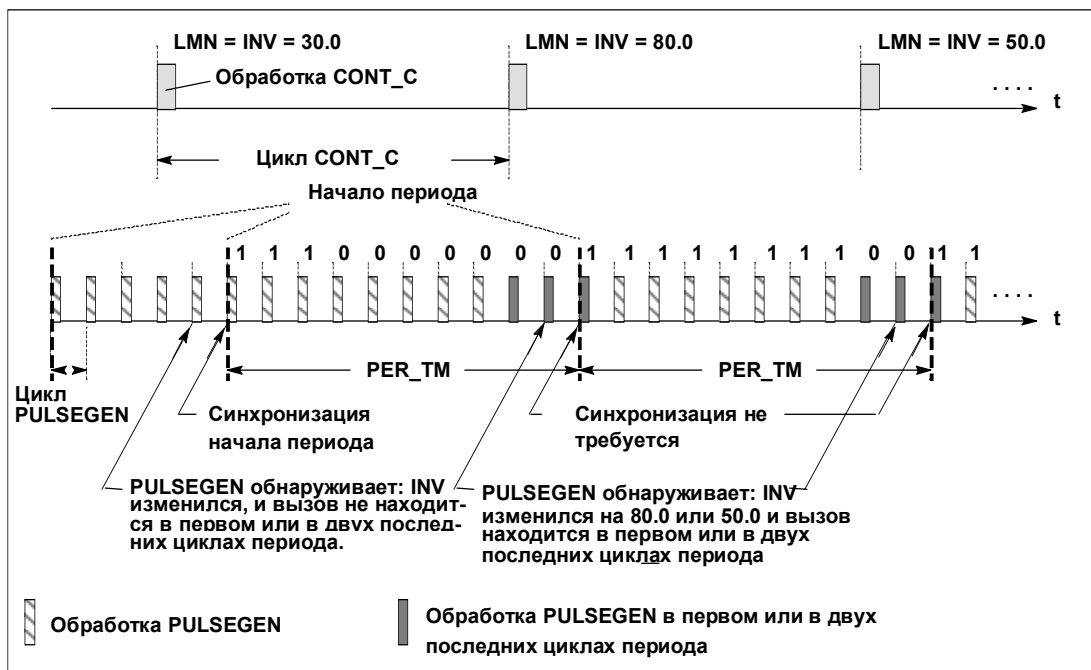 LMN = INV = 30.0 LMN = INV = 80.0 LMN = INV = 50.0
Обработка CONT_C
. . . .
t
Цикл CONT_C
Начало периода
1 1 1 0 0 0 0 0 0 0 1 1 1 1 1 1 1 1 0 0 1 1
. . . .
t
PER_TM PER_TM
Цикл
PULSEGEN
Синхронизация
начала периода
Синхронизация не
требуется
PULSEGEN обнаруживает: INV
изменился, и вызов не находит-
ся в первом или в двух послед-
них циклах периода.
PULSEGEN обнаруживает: INV
изменился на 80.0 или 50.0 и вызов
находится в первом или в двух
последних циклах периода
Обработка PULSEGEN
Обработка PULSEGEN в первом или в двух
последних циклах периода